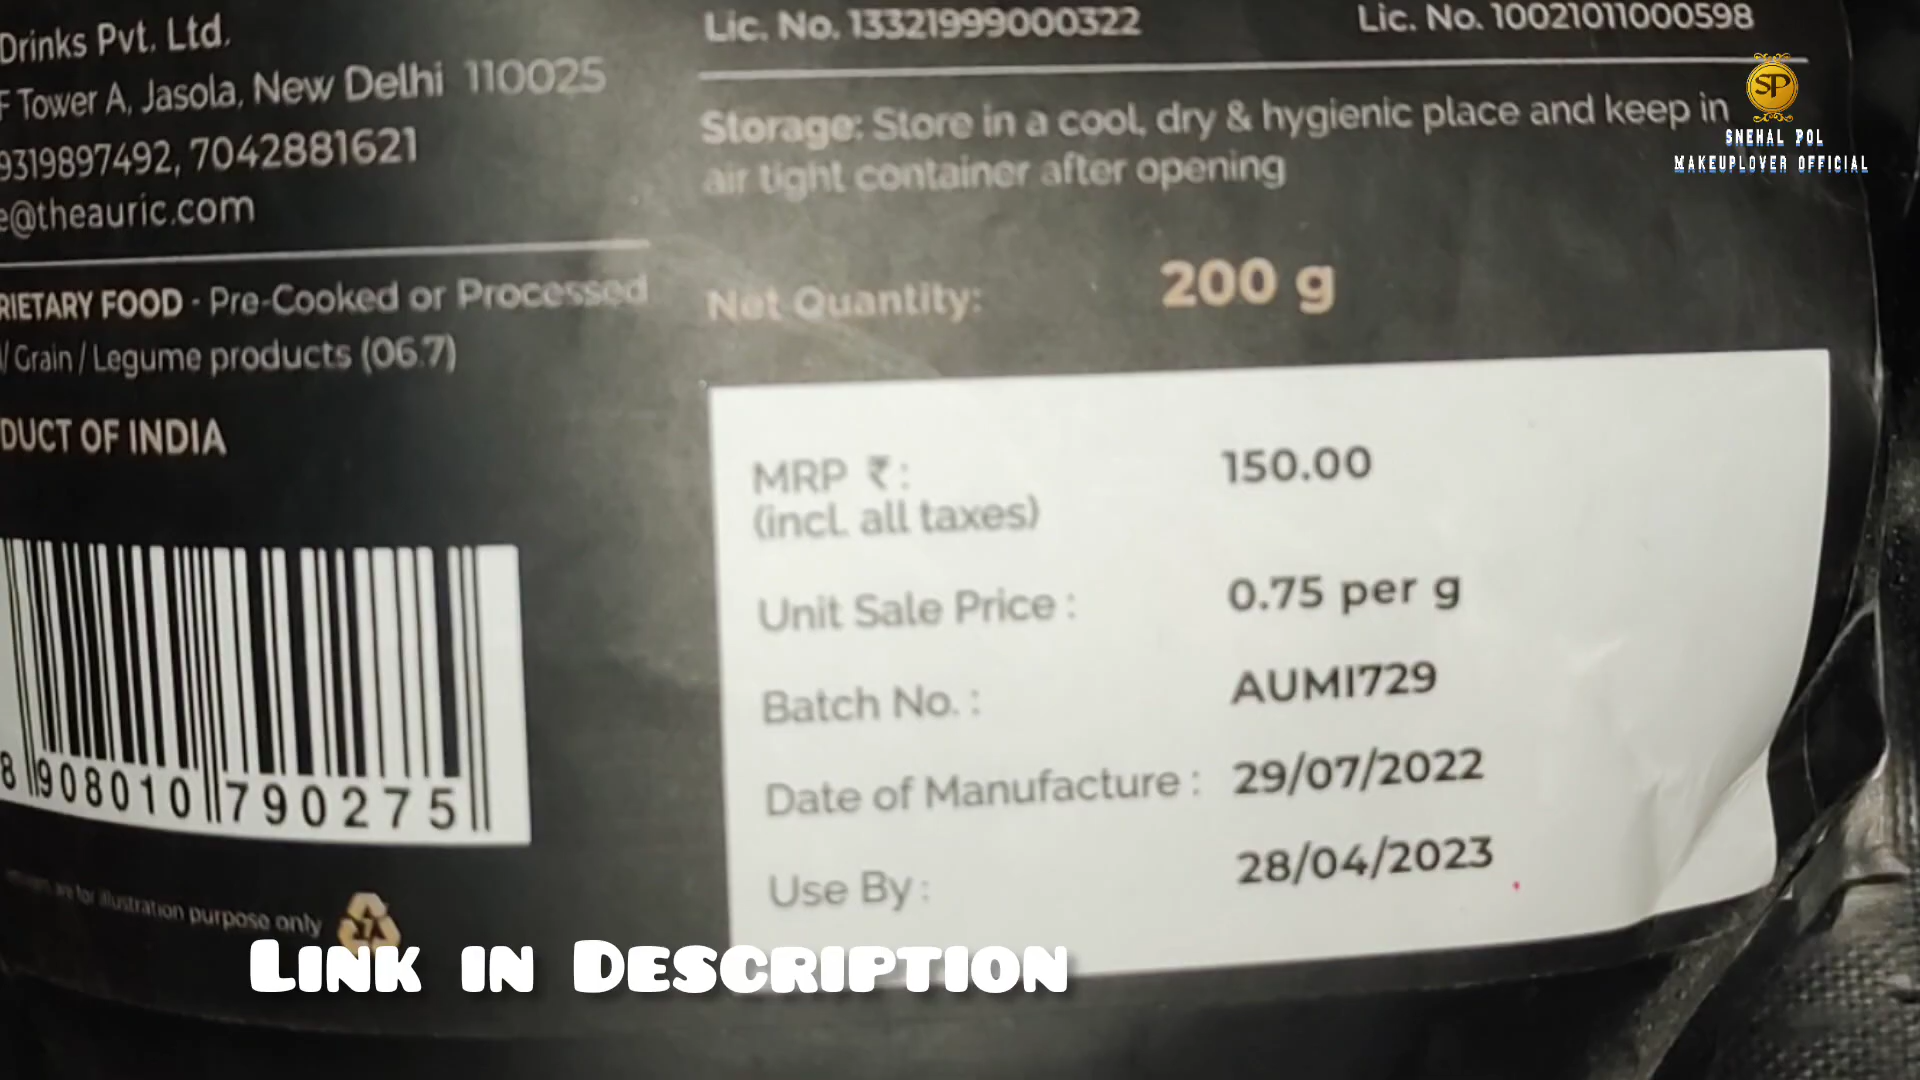 Drinks Pvt. Ltd.
F Tower A, Jasola, New Delhi 110025
9319897492, 7042881621
e@theauric.com
RIETARY FOOD - Pre-Cooked or Processed
/ Grain / Legume products (06.7)
DUCT OF INDIA
8 908010 790275
are for illustration purpose only
Lic. No. 13321999000322
Lic. No. 10021011000598
Storage: Store in a cool, dry & hygienic place and keep in
air tight container after opening
Net Quantity: 200 g
MRP ₹ : 150.00
(incl. all taxes)
Unit Sale Price : 0.75 per g
Batch No. : AUMI729
Date of Manufacture : 29/07/2022
Use By : 28/04/2023
SP
SNEHAL POL
MAKEUPLOVER OFFICIAL
LINK IN DESCRIPTION